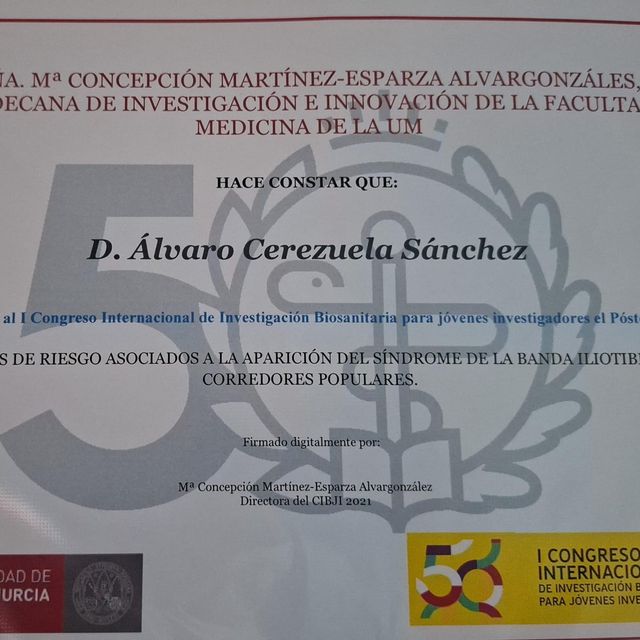 ÑA. Mª CONCEPCIÓN MARTÍNEZ-ESPARZA ALVARGONZÁLES,
DECANA DE INVESTIGACIÓN E INNOVACIÓN DE LA FACULTA
MEDICINA DE LA UM
HACE CONSTAR QUE:
D. Álvaro Cerezuela Sánchez
al I Congreso Internacional de Investigación Biosanitaria para jóvenes investigadores el Póste
S DE RIESGO ASOCIADOS A LA APARICIÓN DEL SÍNDROME DE LA BANDA ILIOTIB
CORREDORES POPULARES.
Firmado digitalmente por:
Mª Concepción Martínez-Esparza Alvargonzález
Directora del CIBJI 2021
DAD DE
URCIA
50
I CONGRESO
INTERNACIO
DE INVESTIGACIÓN B
PARA JÓVENES INVE